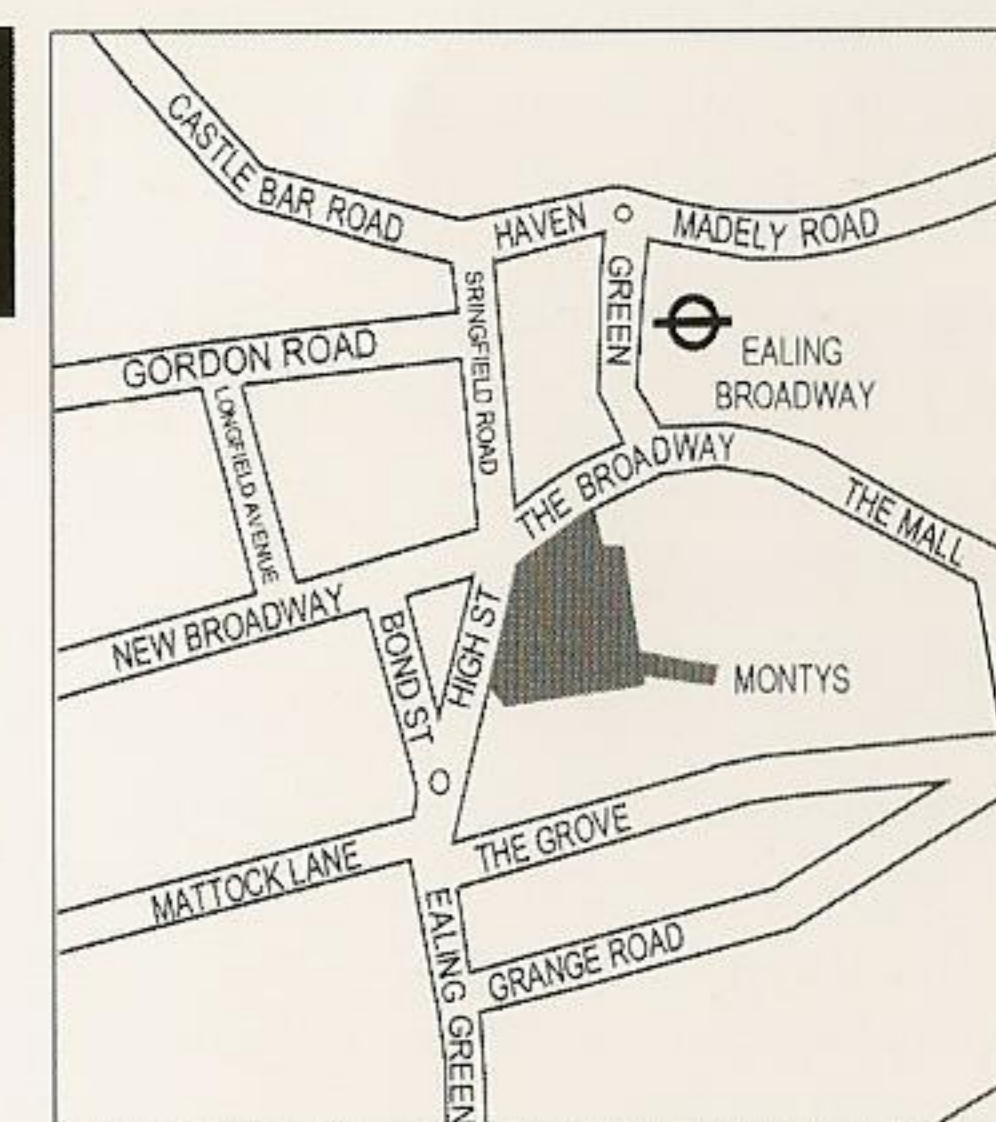 CASTLE BAR ROAD
HAVEN
GREEN
MADELY ROAD
SRINGFIELD ROAD
EALING
BROADWAY
GORDON ROAD
LONGFIELD AVENUE
THE BROADWAY
THE MALL
NEW BROADWAY
BOND ST
HIGH ST
MONTYS
THE GROVE
MATTOCK LANE
EALING GREEN
GRANGE ROAD